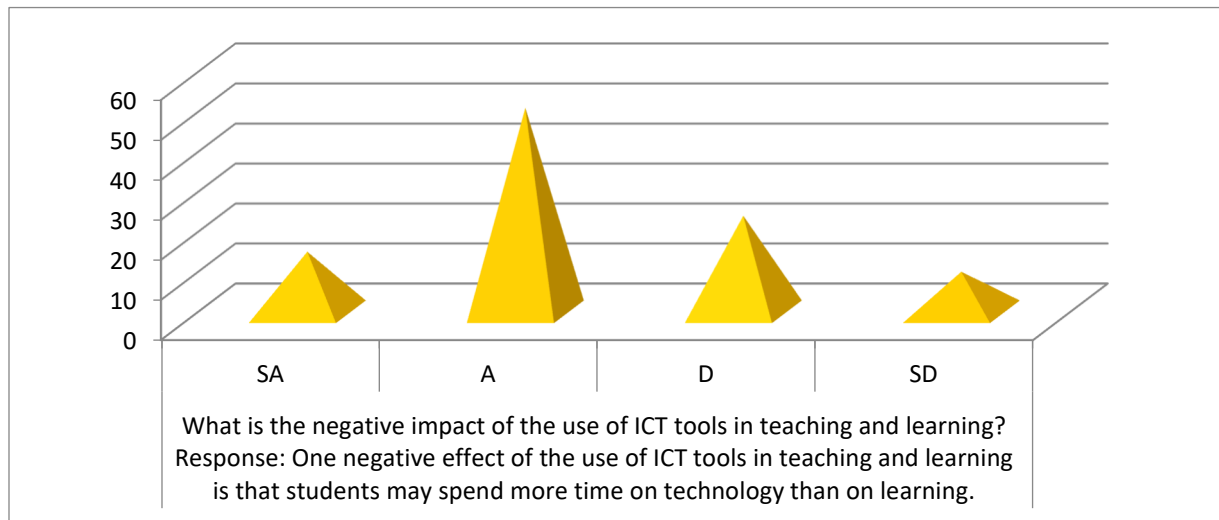 60
50
40
30
20
10
0
SA
A
D
SD
What is the negative impact of the use of ICT tools in teaching and learning?
Response: One negative effect of the use of ICT tools in teaching and learning
is that students may spend more time on technology than on learning.